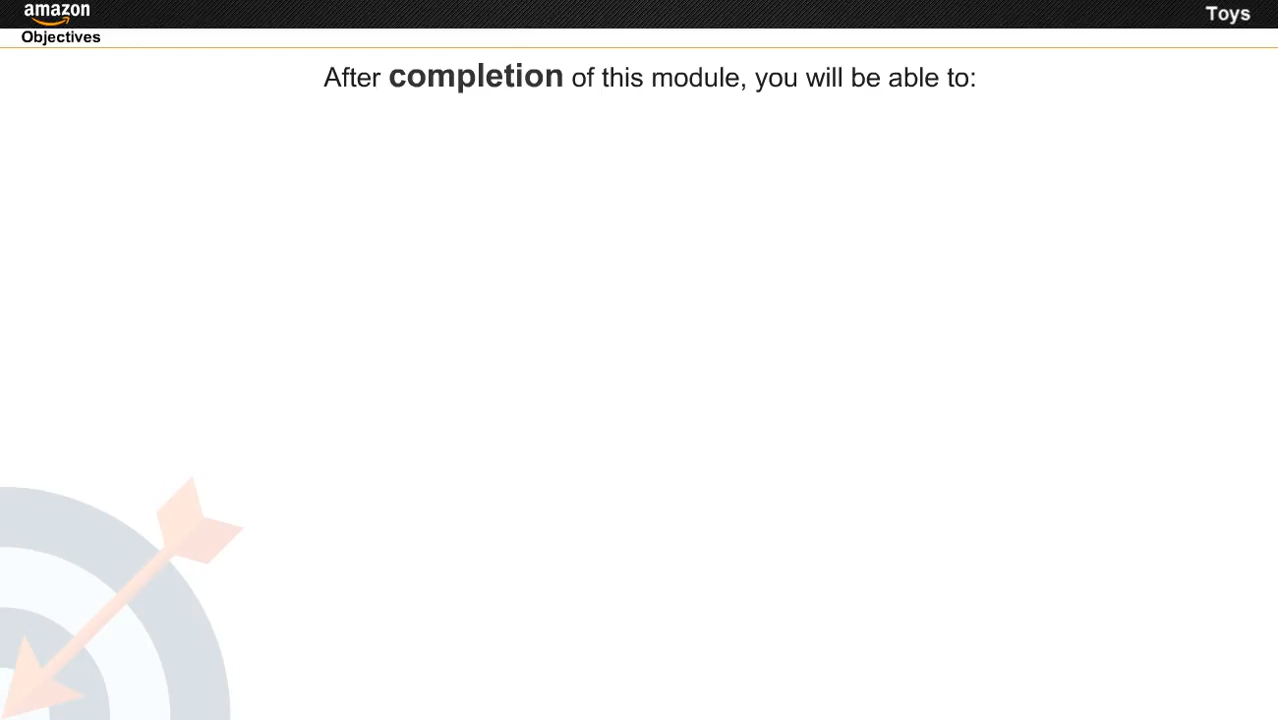 amazon
Toys
Objectives
After completion of this module, you will be able to: